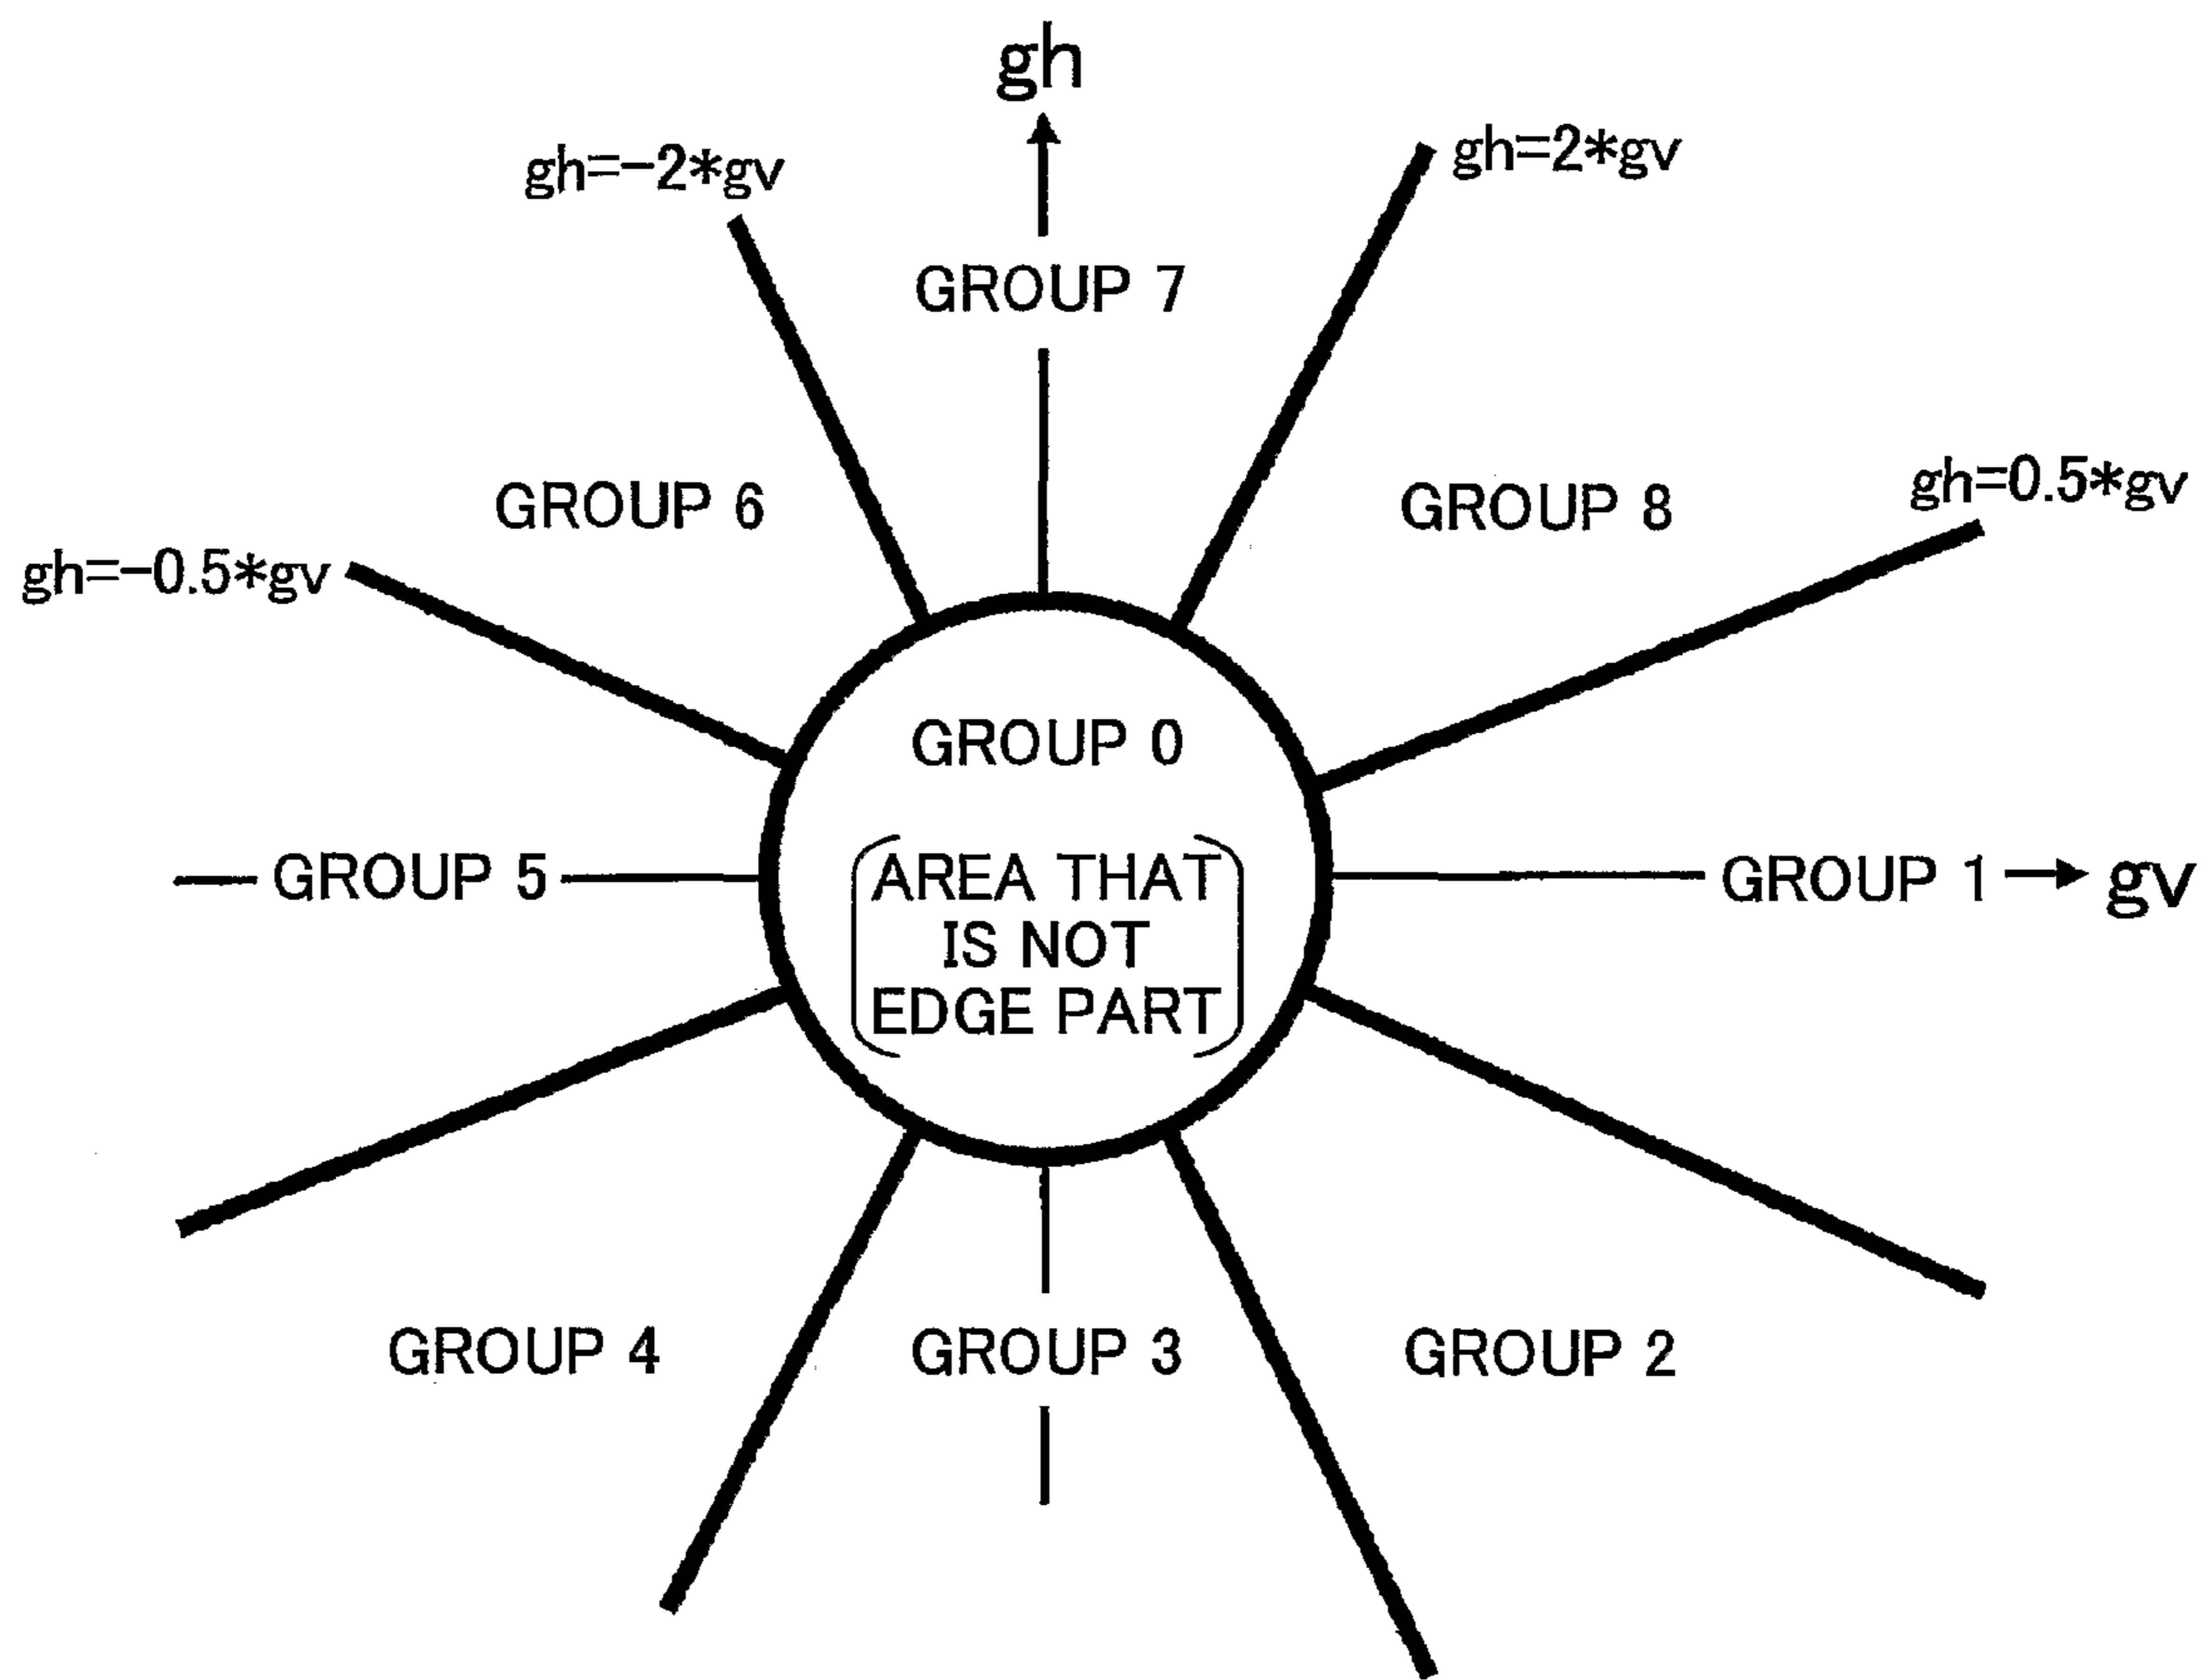 gh
gh=-2*gv
gh=2*gv
GROUP 7
GROUP 6
GROUP 8
gh=0.5*gv
gh=-0.5*gv
GROUP 0
GROUP 5
AREA THAT
IS NOT
EDGE PART
GROUP 1
gv
GROUP 4
GROUP 3
GROUP 2